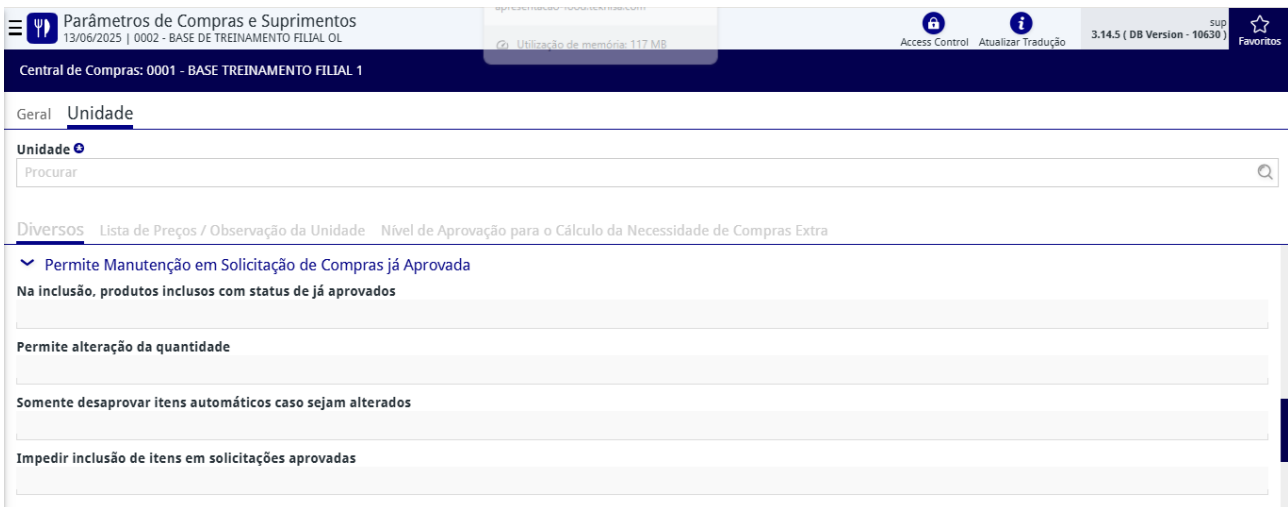 Parâmetros de Compras e Suprimentos
13/06/2025 | 0002 - BASE DE TREINAMENTO FILIAL OL
Utilização de memória: 117 MB
Access Control
Atualizar Tradução
sup
3.14.5 ( DB Version - 10630 )
Favoritos
Central de Compras: 0001 - BASE TREINAMENTO FILIAL 1
Geral Unidade
Unidade
Procurar
Diversos Lista de Preços / Observação da Unidade Nível de Aprovação para o Cálculo da Necessidade de Compras Extra
Permite Manutenção em Solicitação de Compras já Aprovada
Na inclusão, produtos inclusos com status de já aprovados
Permite alteração da quantidade
Somente desaprovar itens automáticos caso sejam alterados
Impedir inclusão de itens em solicitações aprovadas